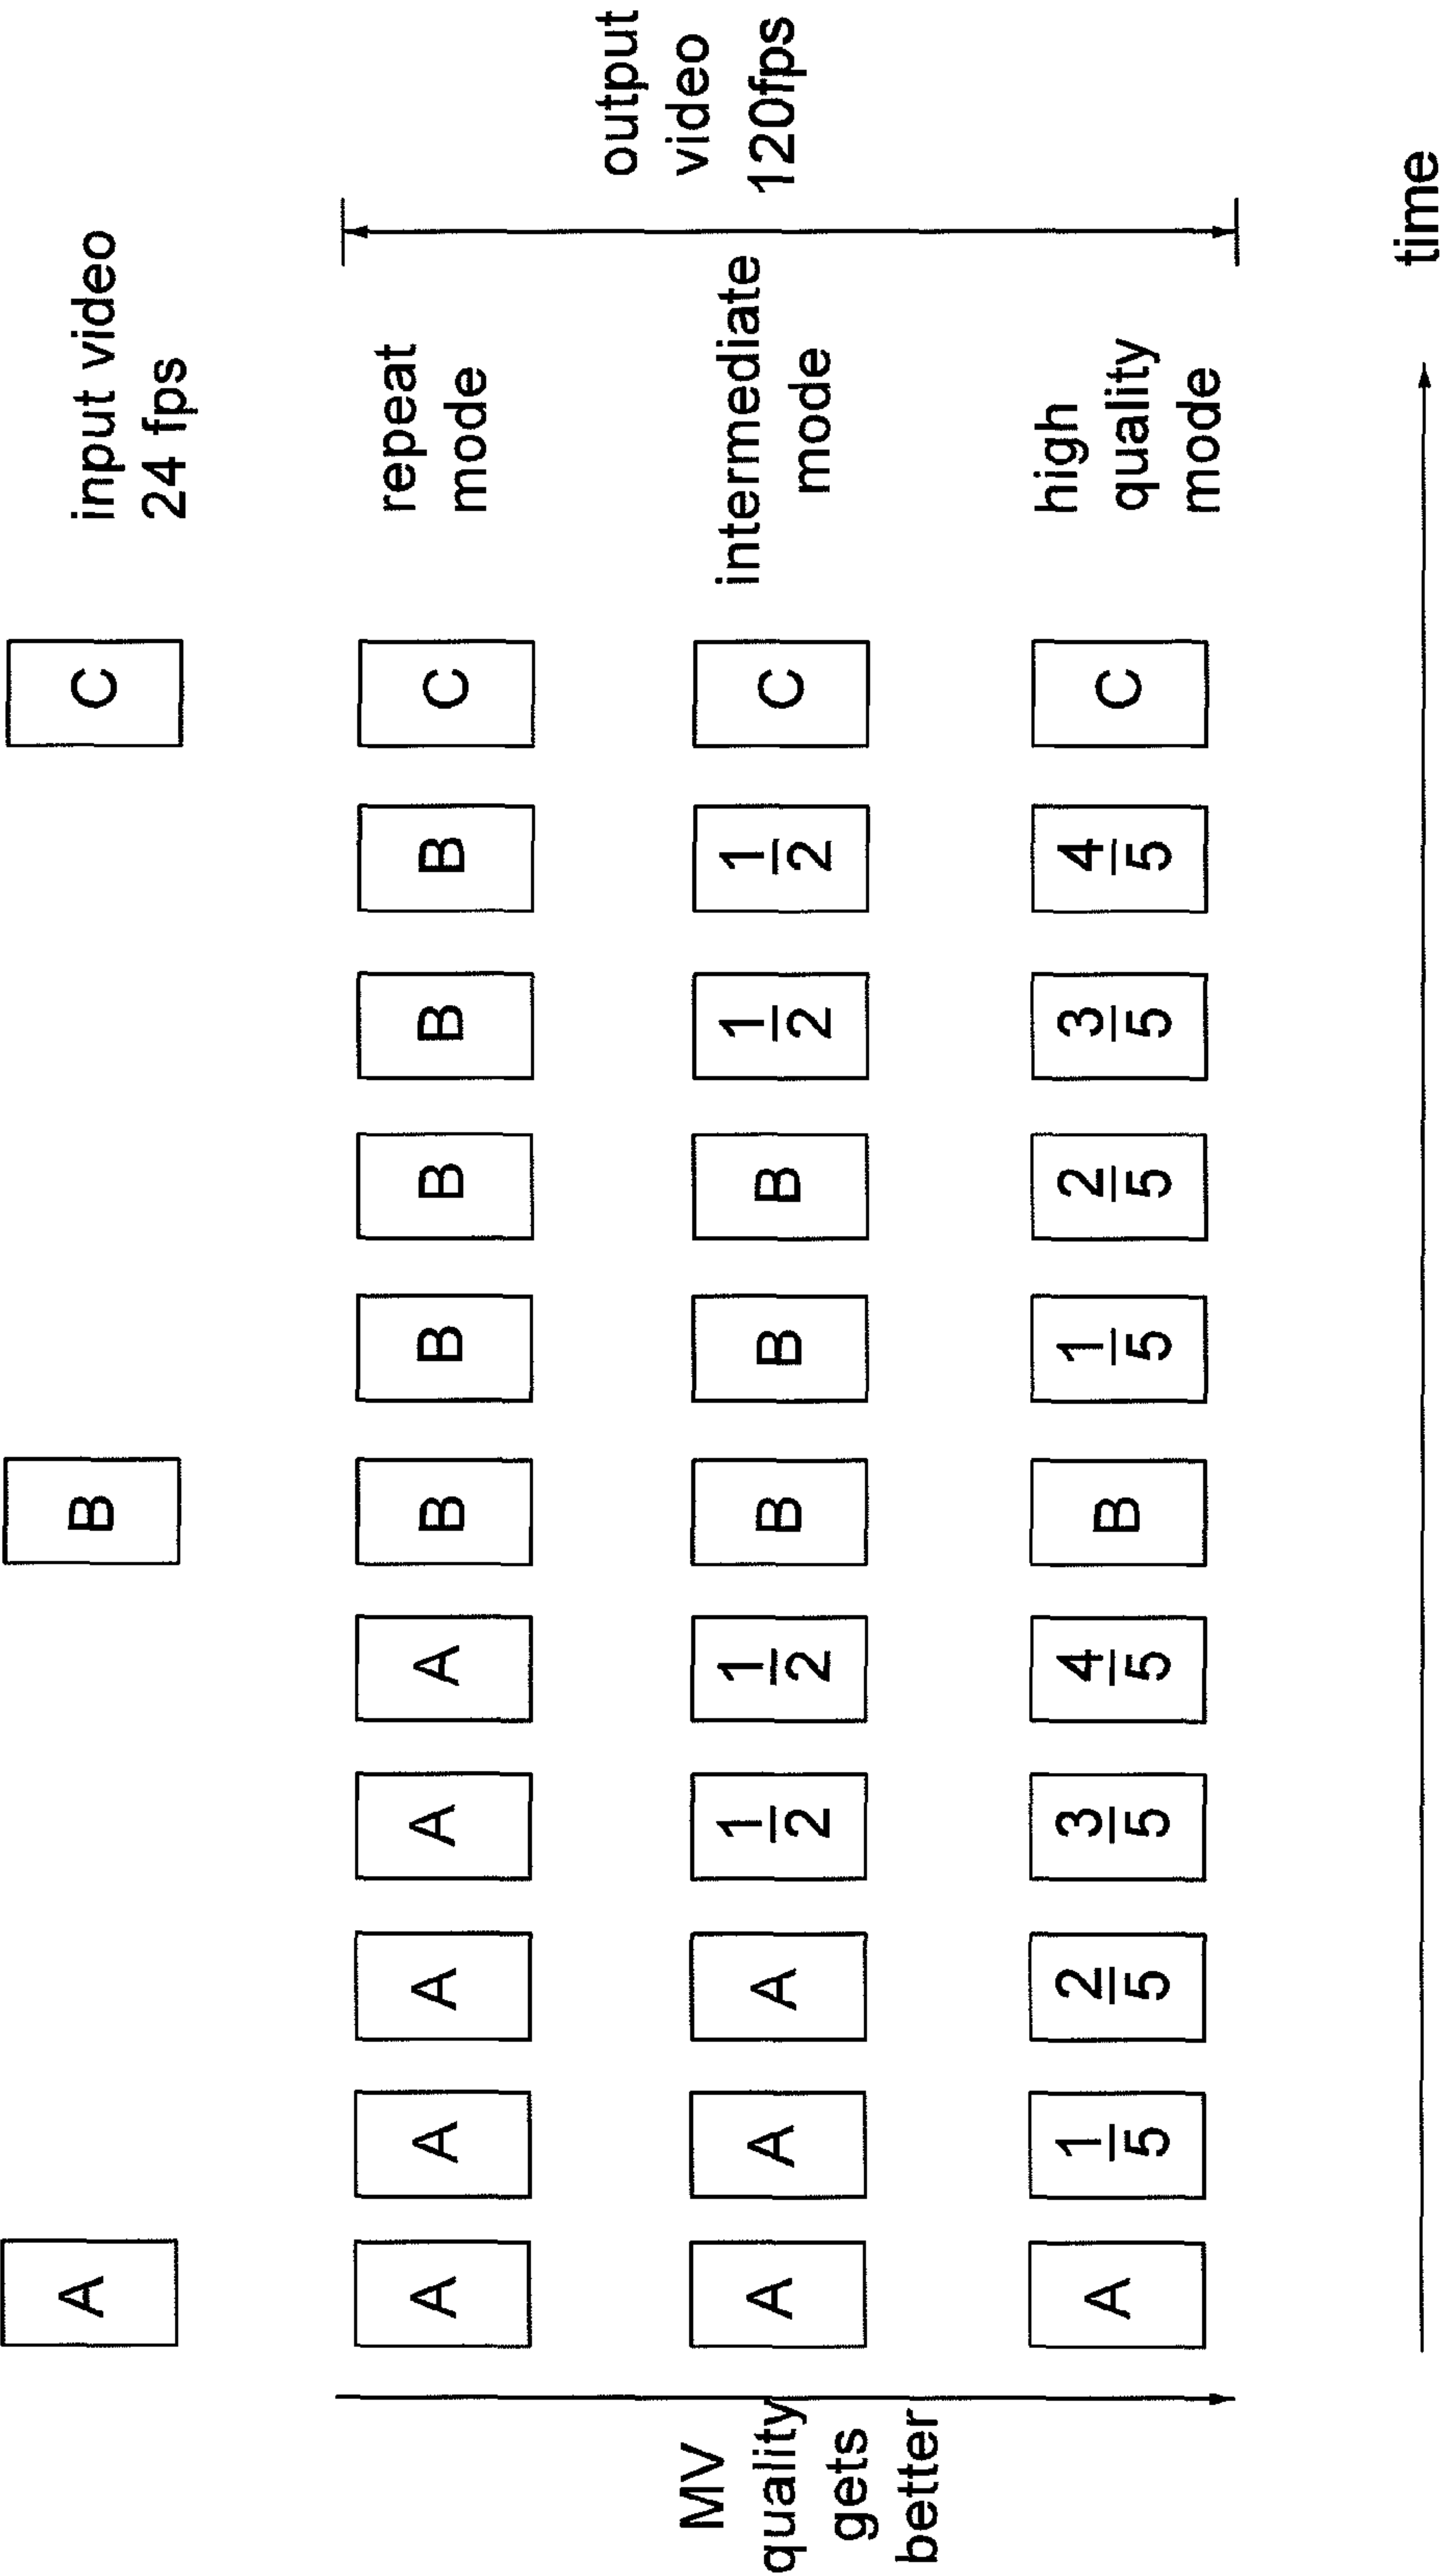 A B C input video
24 fps
A A A A A B B B B B C repeat
mode
output
video
120fps
MV
quality
gets
better
A A A 1/2 1/2 B B B 1/2 1/2 C intermediate
mode
A 1/5 2/5 3/5 4/5 B 1/5 2/5 3/5 4/5 C high
quality
mode
time